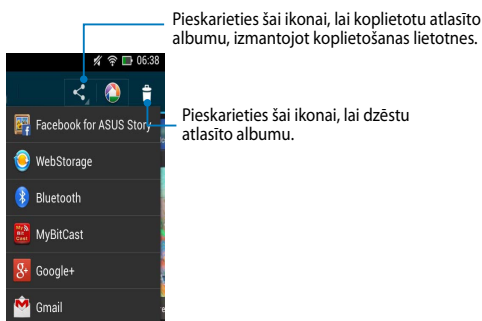 Pieskarieties šai ikonai, lai koplietotu atlasīto
albumu, izmantojot koplietošanas lietotnes.
06:38
Pieskarieties šai ikonai, lai dzēstu
atlasīto albumu.
Facebook for ASUS Story
WebStorage
Bluetooth
MyBitCast
Google+
Gmail